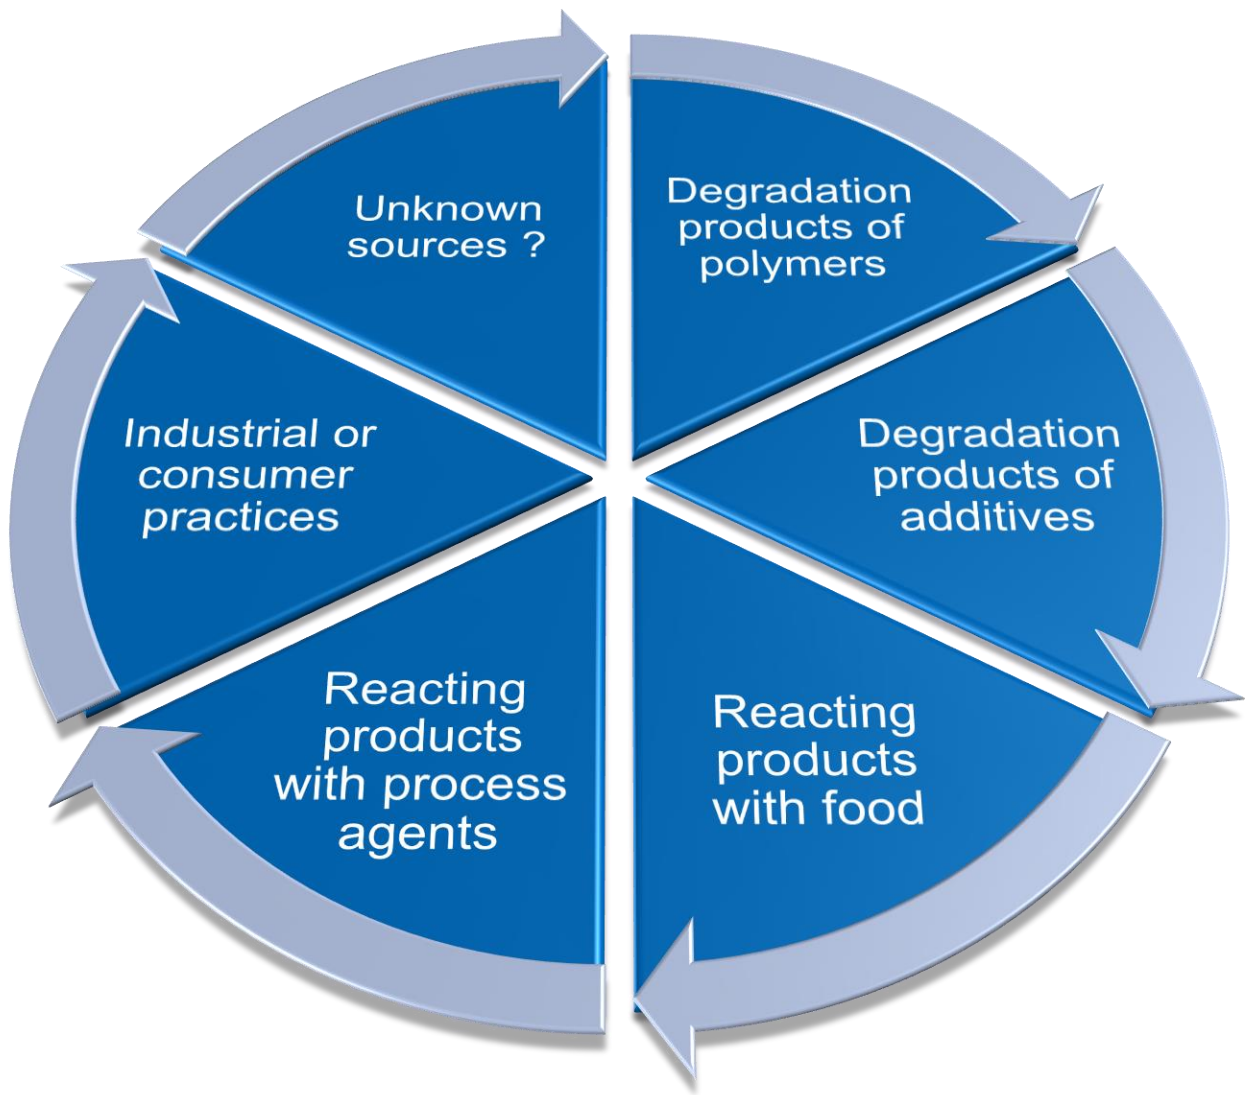 Unknown
sources ?
Degradation
products of
polymers
Degradation
products of
additives
Reacting
products
with food
Reacting
products
with process
agents
Industrial or
consumer
practices